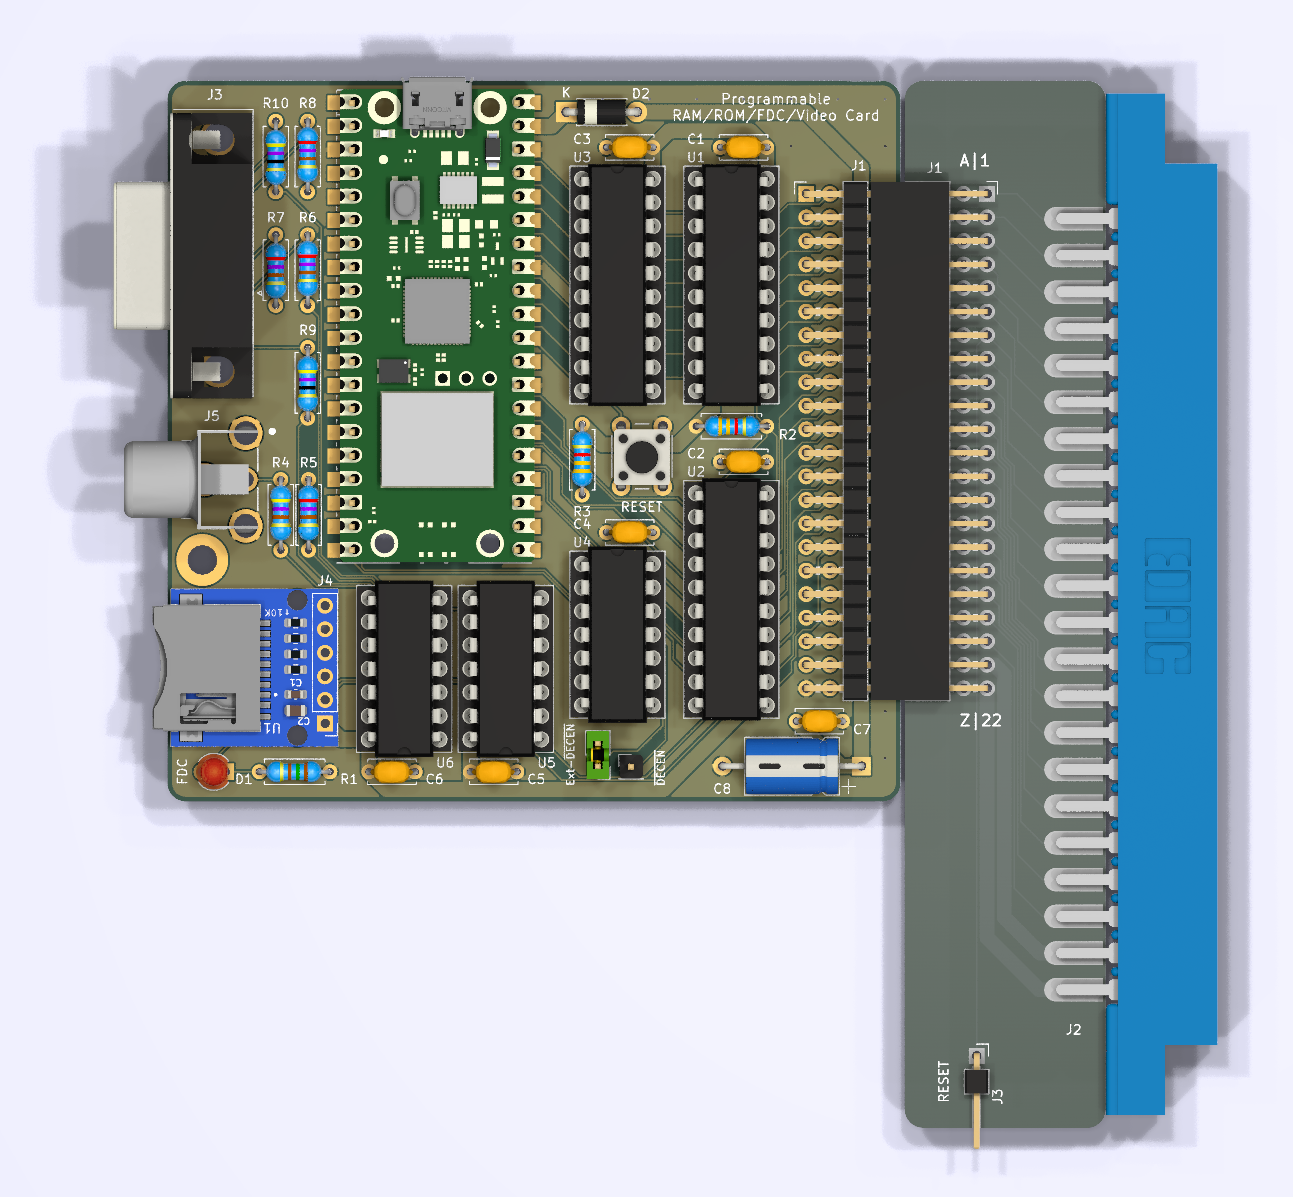 J3
R10 R8
K
D2
Programmable
RAM/ROM/FDC/Video Card
C3
C1
U3
U1
J1
J1
A|1
R7
R6
R9
J5
R4
R5
R2
C2
U2
R3
RESET
C4
U4
EDAC
J4
↑10K
C1
C2
U1
Z|22
FDC
D1
R1
U6
C6
U5
C5
Ext-DECEN
DECEN
C8
+
C7
J2
RESET
J3